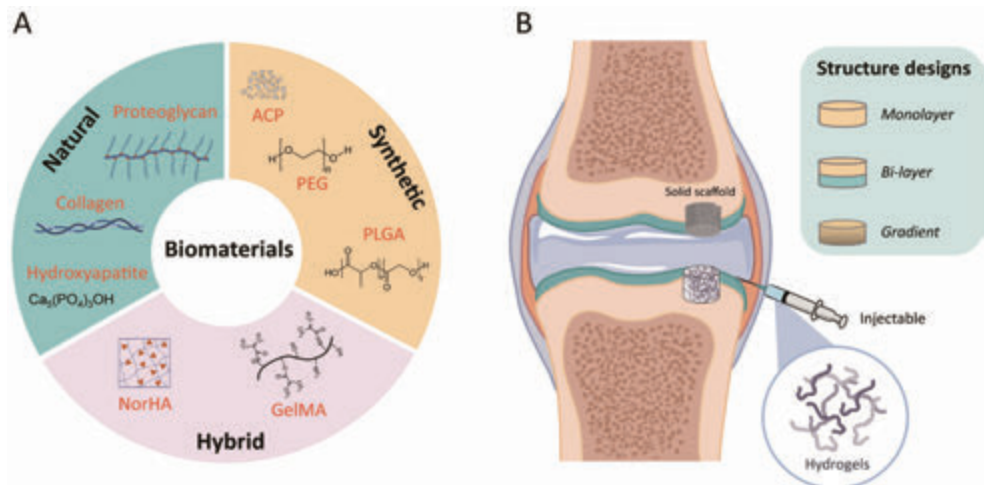 A
Natural
Proteoglycan
Collagen
Hydroxyapatite
Ca₅(PO₄)₃OH
Biomaterials
Synthetic
ACP
H
O
O
H
n
PEG
PLGA
HO
O
O
O
O
H
NorHA
GelMA
Hybrid
B
Solid scaffold
Injectable
Hydrogels
Structure designs
Monolayer
Bi-layer
Gradient